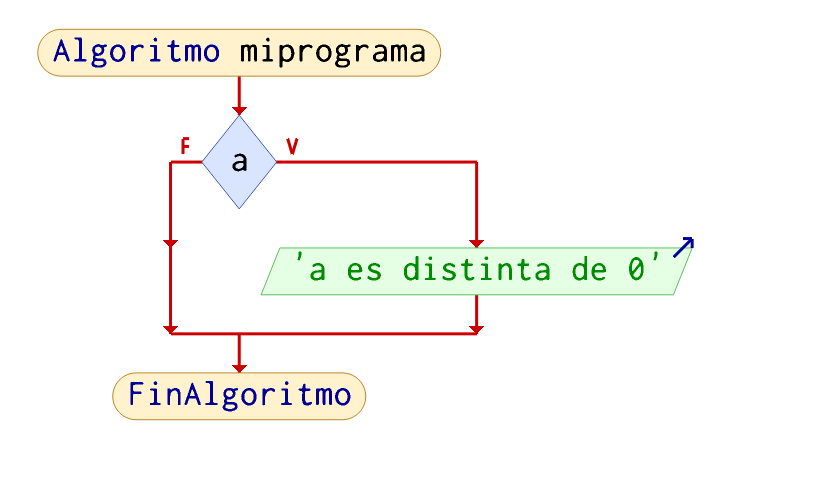 Algoritmo miprograma
F
V
a
'a es distinta de 0'
FinAlgoritmo